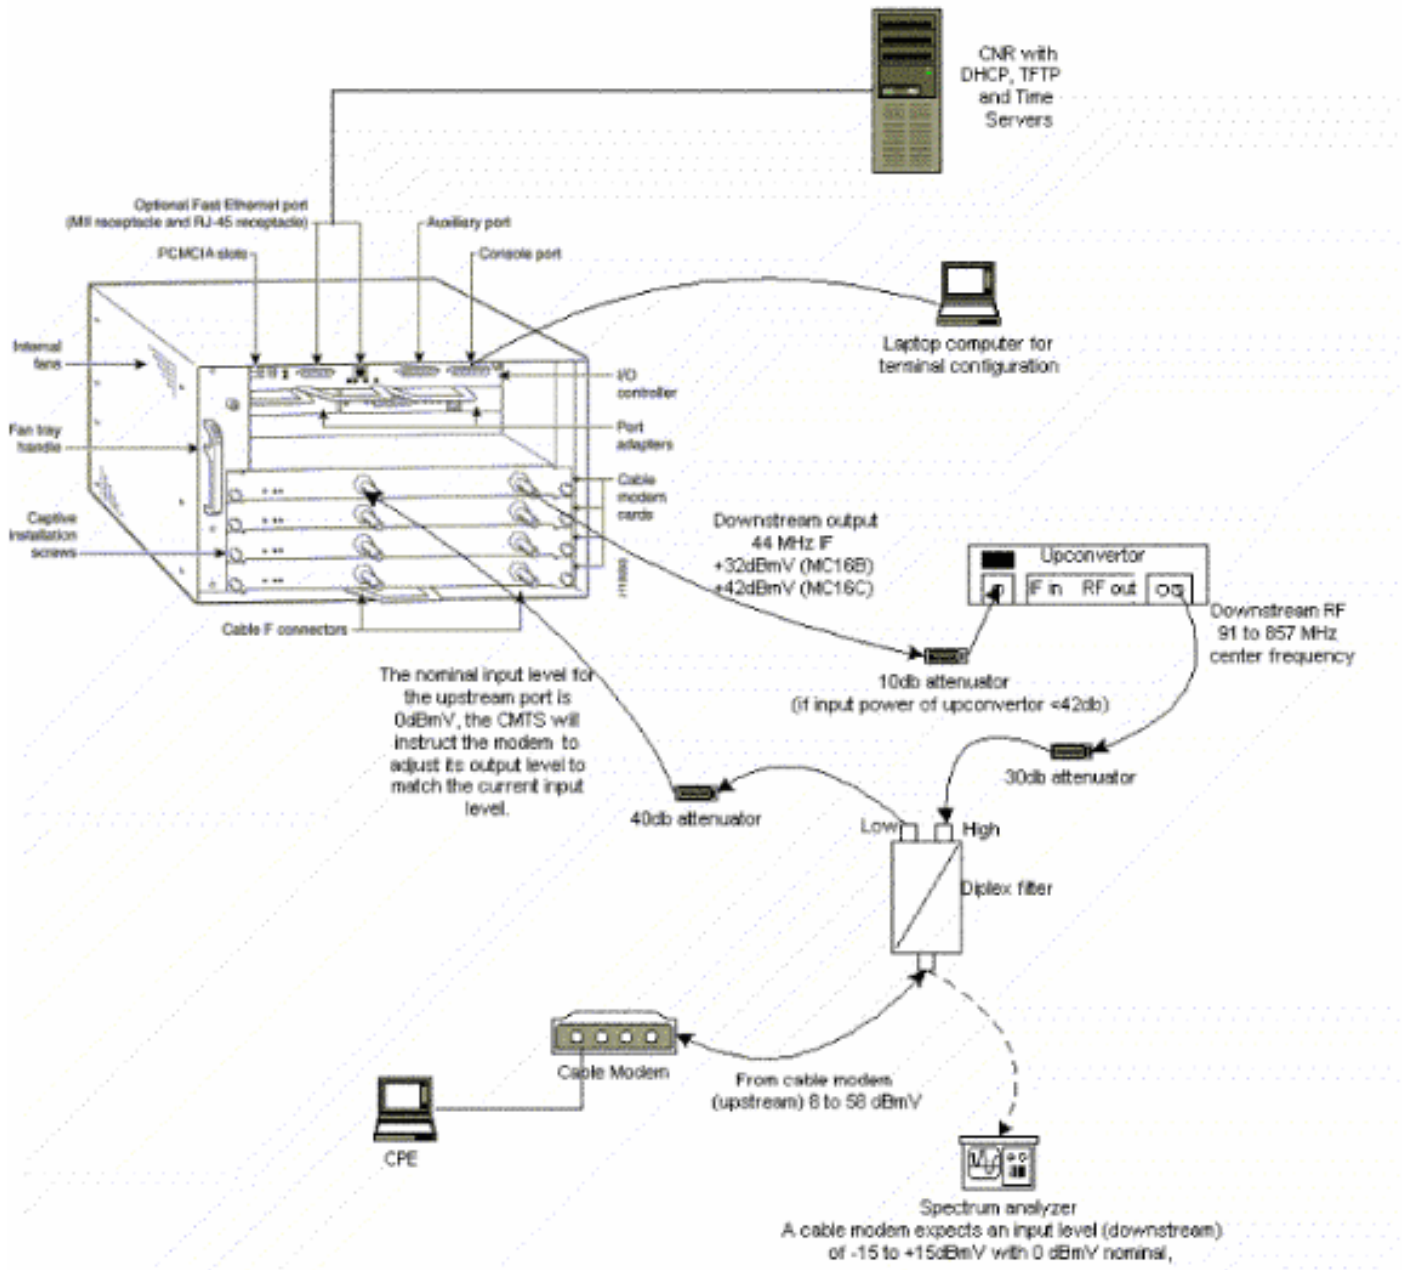 CNR with
DHCP, TFTP
and Time
Servers
Optional Fast Ethernet port
(MII receptacle and RJ-45 receptacle)
Auxiliary port
PCMCIA slots
Console port
Internal
fans
Laptop computer for
terminal configuration
I/O
controller
Fan tray
handle
Port
adapters
Cable
modem
cards
Captive
installation
screws
Downstream output
44 MHz IF
+32dBmV (MC16B)
+42dBmV (MC16C)
Upconvertor
IF in RF out
Cable F connectors
Downstream RF
91 to 857 MHz
center frequency
10db attenuator
(if input power of upconvertor <42db)
The nominal input level for
the upstream port is
0dBmV, the CMTS will
instruct the modem to
adjust its output level to
match the current input
level.
30db attenuator
40db attenuator
Low
High
Diplex filter
Cable Modem
From cable modem
(upstream) 8 to 58 dBmV
CPE
Spectrum analyzer
A cable modem expects an input level (downstream)
of -15 to +15dBmV with 0 dBmV nominal,